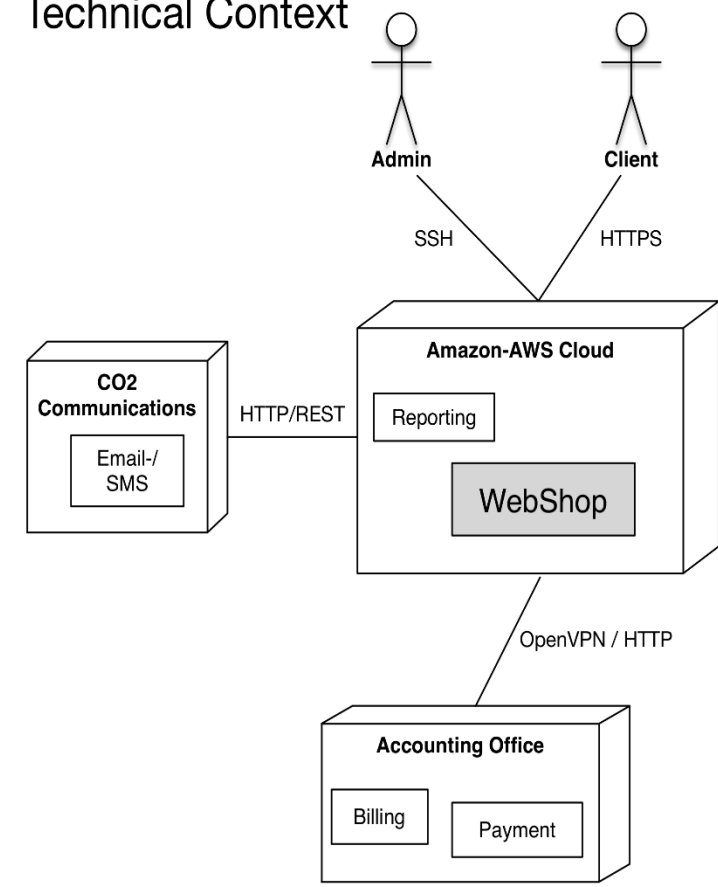 Technical Context
Admin
Client
SSH
HTTPS
Amazon-AWS Cloud
CO2
Communications
HTTP/REST
Reporting
Email-/
SMS
WebShop
OpenVPN / HTTP
Accounting Office
Billing
Payment